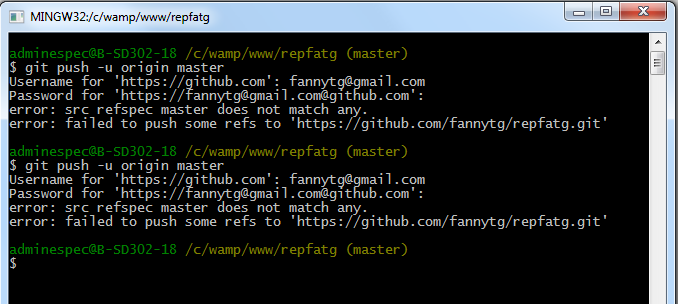 MINGW32:/c/wamp/www/repfatg
adminespec@B-SD302-18 /c/wamp/www/repfatg (master)
$ git push -u origin master
Username for 'https://github.com': fannytg@gmail.com
Password for 'https://fannytg@gmail.com@github.com':
error: src refspec master does not match any.
error: failed to push some refs to 'https://github.com/fannytg/repfatg.git'
adminespec@B-SD302-18 /c/wamp/www/repfatg (master)
$ git push -u origin master
Username for 'https://github.com': fannytg@gmail.com
Password for 'https://fannytg@gmail.com@github.com':
error: src refspec master does not match any.
error: failed to push some refs to 'https://github.com/fannytg/repfatg.git'
adminespec@B-SD302-18 /c/wamp/www/repfatg (master)
$